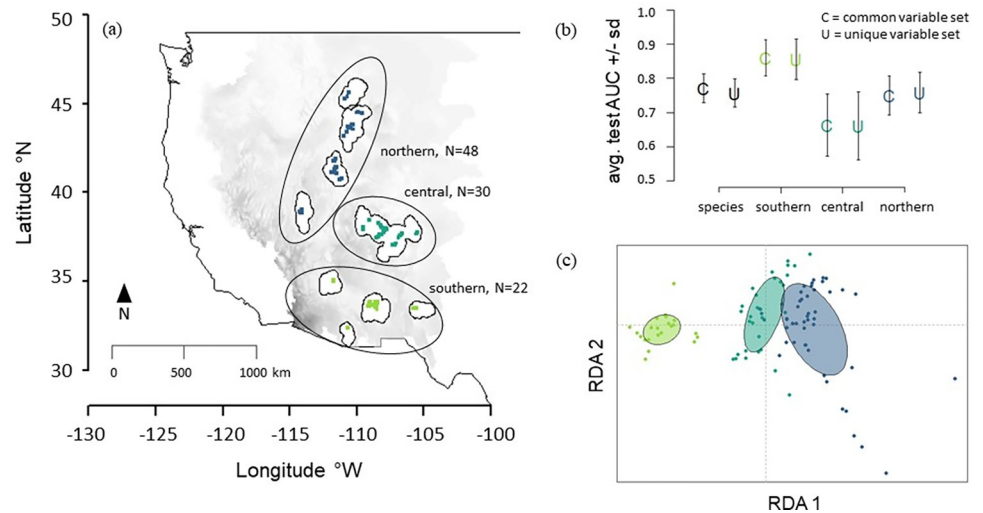 (a)
50
45
40
35
30
Latitude °N
northern, N=48
central, N=30
southern, N=22
N
0 500 1000 km
-130 -125 -120 -115 -110 -105 -100
Longitude °W
(b)
C = common variable set
U = unique variable set
avg. test AUC +/- sd
1.0
0.9
0.8
0.7
0.6
0.5
C U C U C U C U
species southern central northern
(c)
RDA 2
RDA 1